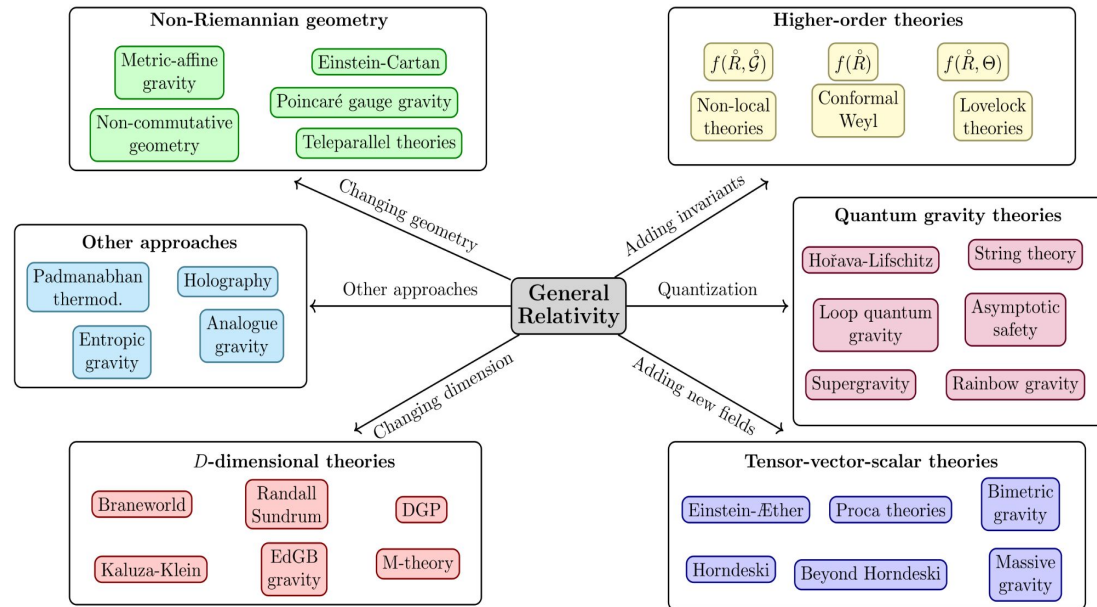 Non-Riemannian geometry
Metric-affine
gravity
Einstein-Cartan
Poincaré gauge gravity
Non-commutative
geometry
Teleparallel theories
Higher-order theories
f(R̊, 𝒢̊)
f(R̊)
f(R̊, Θ)
Non-local
theories
Conformal
Weyl
Lovelock
theories
Changing geometry
Adding invariants
Other approaches
Padmanabhan
thermod.
Holography
Entropic
gravity
Analogue
gravity
Other approaches
General
Relativity
Quantization
Quantum gravity theories
Hořava-Lifschitz
String theory
Loop quantum
gravity
Asymptotic
safety
Supergravity
Rainbow gravity
Changing dimension
Adding new fields
D-dimensional theories
Braneworld
Randall
Sundrum
DGP
Kaluza-Klein
EdGB
gravity
M-theory
Tensor-vector-scalar theories
Einstein-Æther
Proca theories
Bimetric
gravity
Horndeski
Beyond Horndeski
Massive
gravity